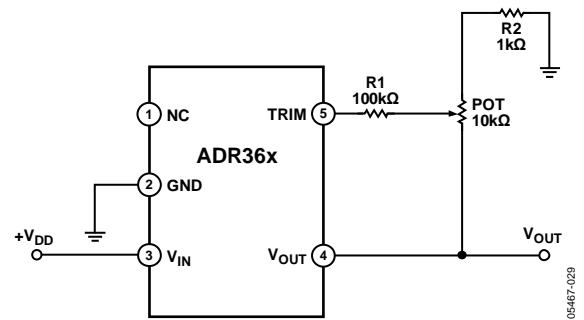 R2
1kΩ
R1
100kΩ
POT
10kΩ
1 NC
TRIM 5
ADR36x
2 GND
+VDD
3 VIN
VOUT 4
VOUT
05467-029